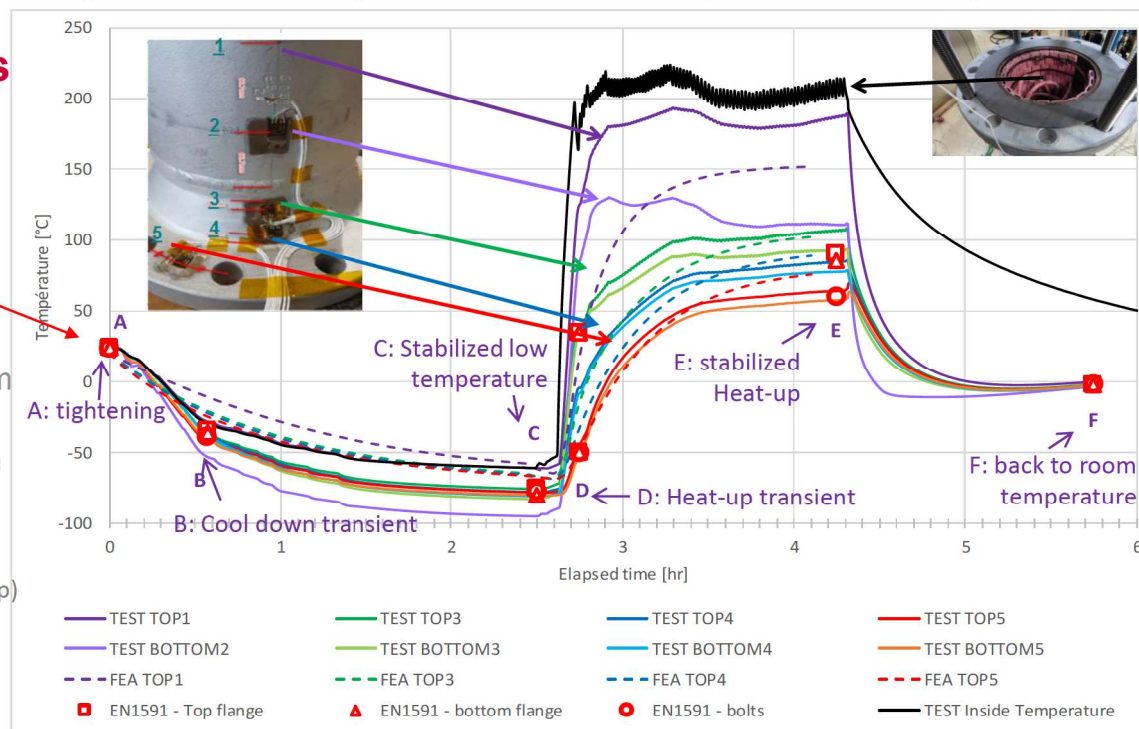 s
m
p)
Température [°C]
250
200
150
100
50
0
-50
-100
1
2
3
4
5
A
A: tightening
B
B: Cool down transient
C: Stabilized low
temperature
C
D
D: Heat-up transient
E: stabilized
Heat-up
E
F
F: back to room
temperature
0
1
2
3
4
5
6
Elapsed time [hr]
TEST TOP1
TEST TOP3
TEST TOP4
TEST TOP5
TEST BOTTOM2
TEST BOTTOM3
TEST BOTTOM4
TEST BOTTOM5
FEA TOP1
FEA TOP3
FEA TOP4
FEA TOP5
EN1591 - Top flange
EN1591 - bottom flange
EN1591 - bolts
TEST Inside Temperature